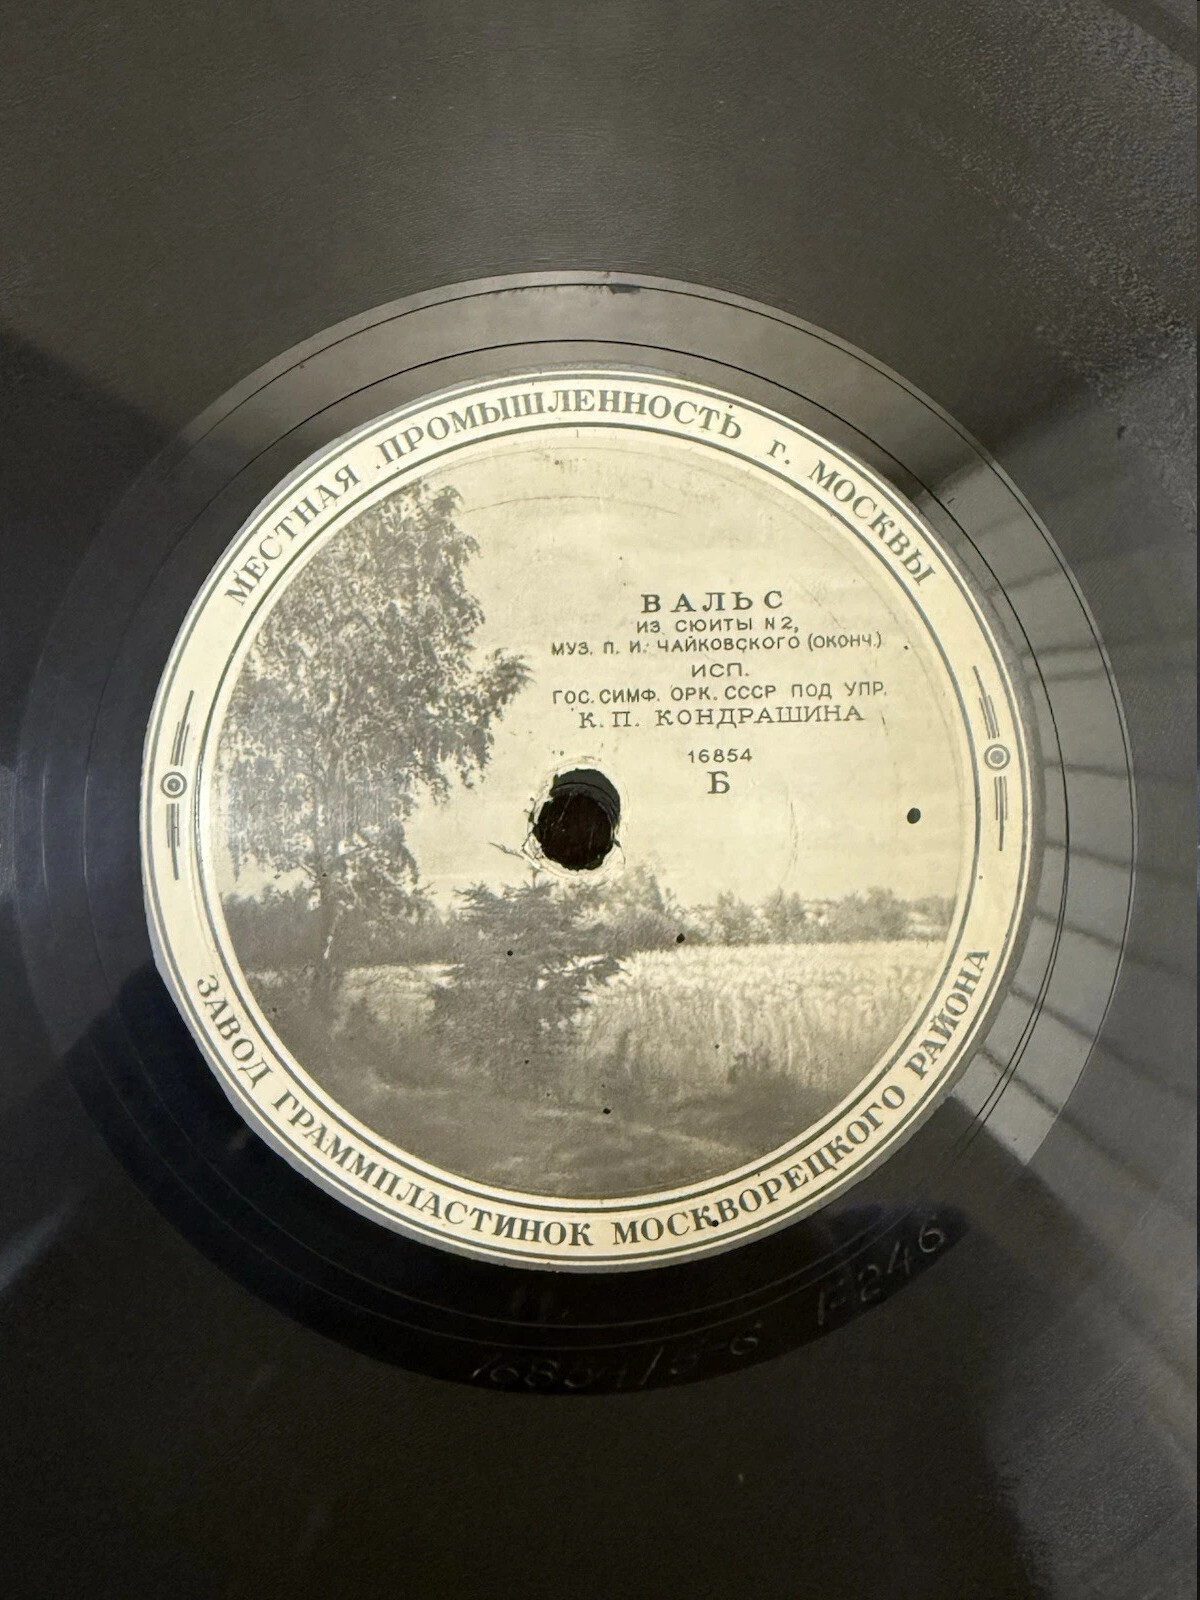 МЕСТНАЯ ПРОМЫШЛЕННОСТЬ г. МОСКВЫ
ВАЛЬС
ИЗ СЮИТЫ N2,
МУЗ. П. И. ЧАЙКОВСКОГО (ОКОНЧ.)
ИСП.
ГОС. СИМФ. ОРК. СССР ПОД УПР.
К. П. КОНДРАШИНА
16854
Б
ЗАВОД ГРАММПЛАСТИНОК МОСКВОРЕЦКОГО РАЙОНА